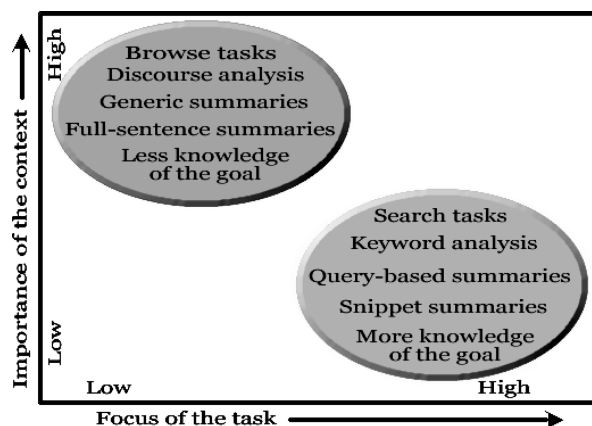 High
Importance of the context
Low
Browse tasks
Discourse analysis
Generic summaries
Full-sentence summaries
Less knowledge
of the goal
Search tasks
Keyword analysis
Query-based summaries
Snippet summaries
More knowledge
of the goal
Low
High
Focus of the task